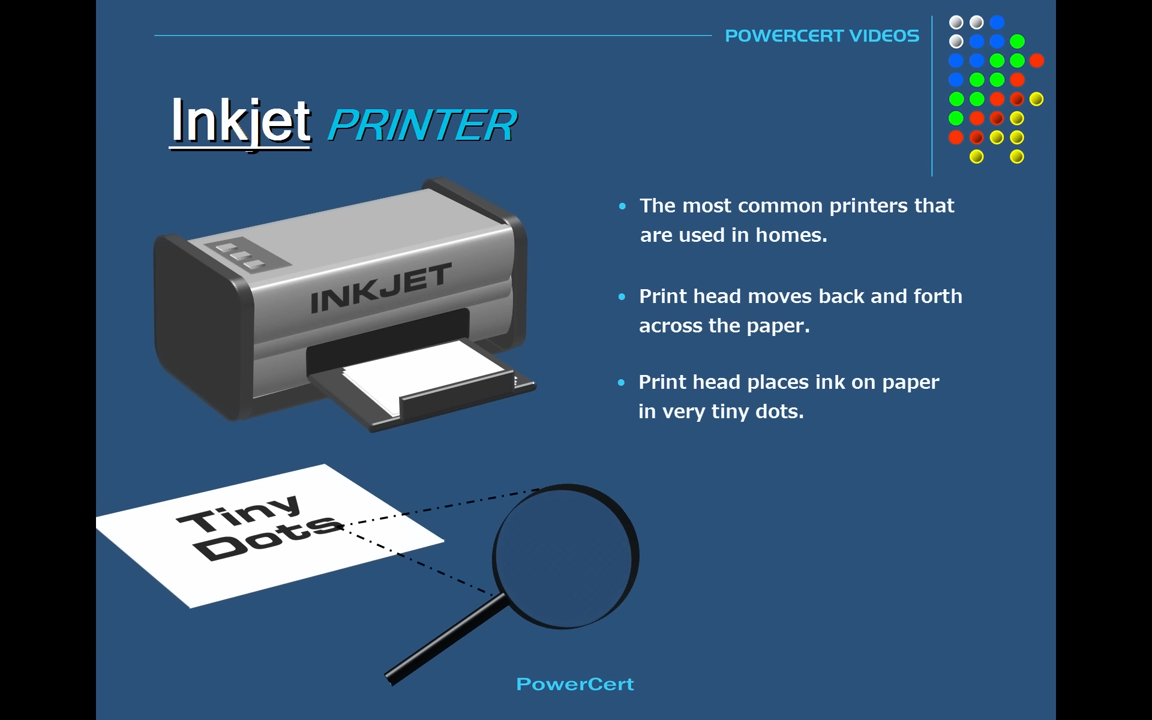 POWERCERT VIDEOS
Inkjet PRINTER
INKJET
The most common printers that
are used in homes.
Print head moves back and forth
across the paper.
Print head places ink on paper
in very tiny dots.
Tiny
Dots
PowerCert